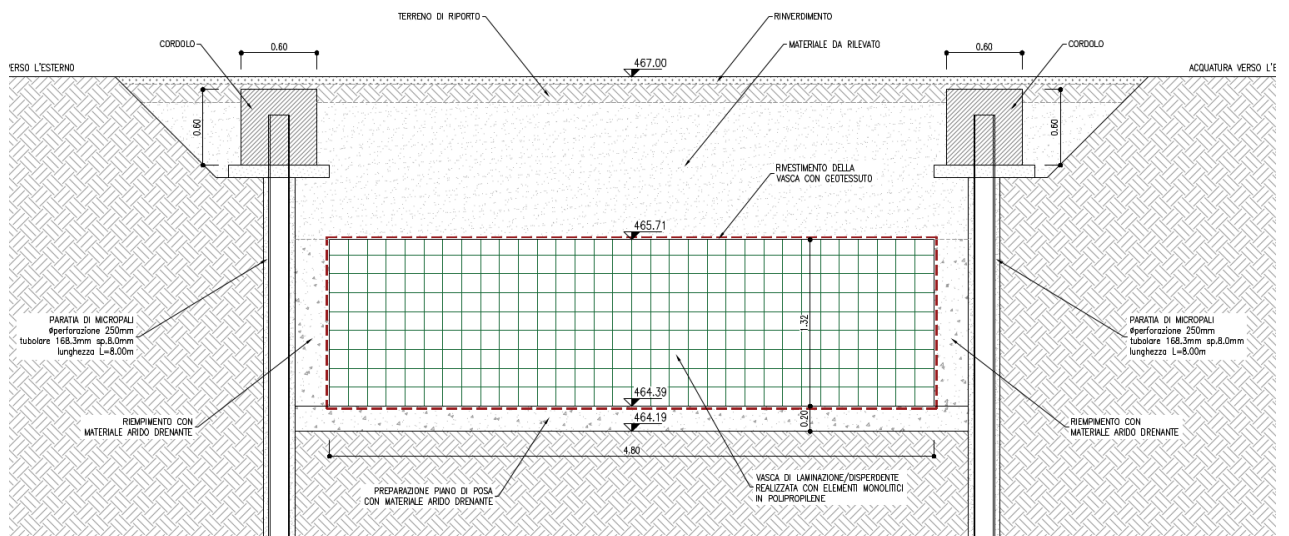 TERRENO DI RIPORTO
RINVERDIMENTO
CORDOLO
0.60
MATERIALE DA RILEVATO
0.60
CORDOLO
VERSO L'ESTERNO
467.00
ACQUATURA VERSO L'E
0.60
0.60
RIVESTIMENTO DELLA
VASCA CON GEOTESSUTO
465.71
PARATIA DI MICROPALI
øperforazione 250mm
tubolare 168.3mm sp.8.0mm
lunghezza L=8.00m
1.32
PARATIA DI MICROPALI
øperforazione 250mm
tubolare 168.3mm sp.8.0mm
lunghezza L=8.00m
464.39
464.19
0.20
RIEMPIMENTO CON
MATERIALE ARIDO DRENANTE
RIEMPIMENTO CON
MATERIALE ARIDO DRENANTE
4.80
PREPARAZIONE PIANO DI POSA
CON MATERIALE ARIDO DRENANTE
VASCA DI LAMINAZIONE/DISPERDENTE
REALIZZATA CON ELEMENTI MONOLITICI
IN POLIPROPILENE